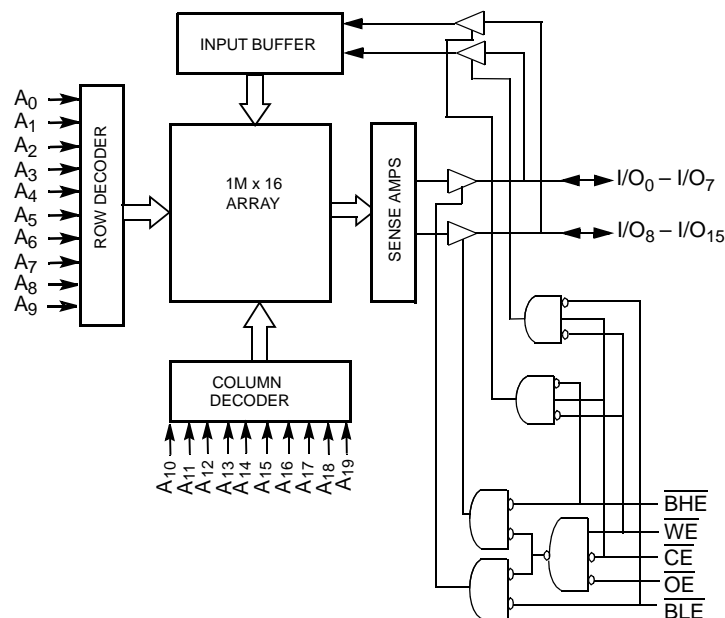 INPUT BUFFER
A0
A1
A2
A3
A4
A5
A6
A7
A8
A9
ROW DECODER
1M x 16
ARRAY
SENSE AMPS
I/O0 – I/O7
I/O8 – I/O15
COLUMN
DECODER
A10
A11
A12
A13
A14
A15
A16
A17
A18
A19
BHE
WE
CE
OE
BLE